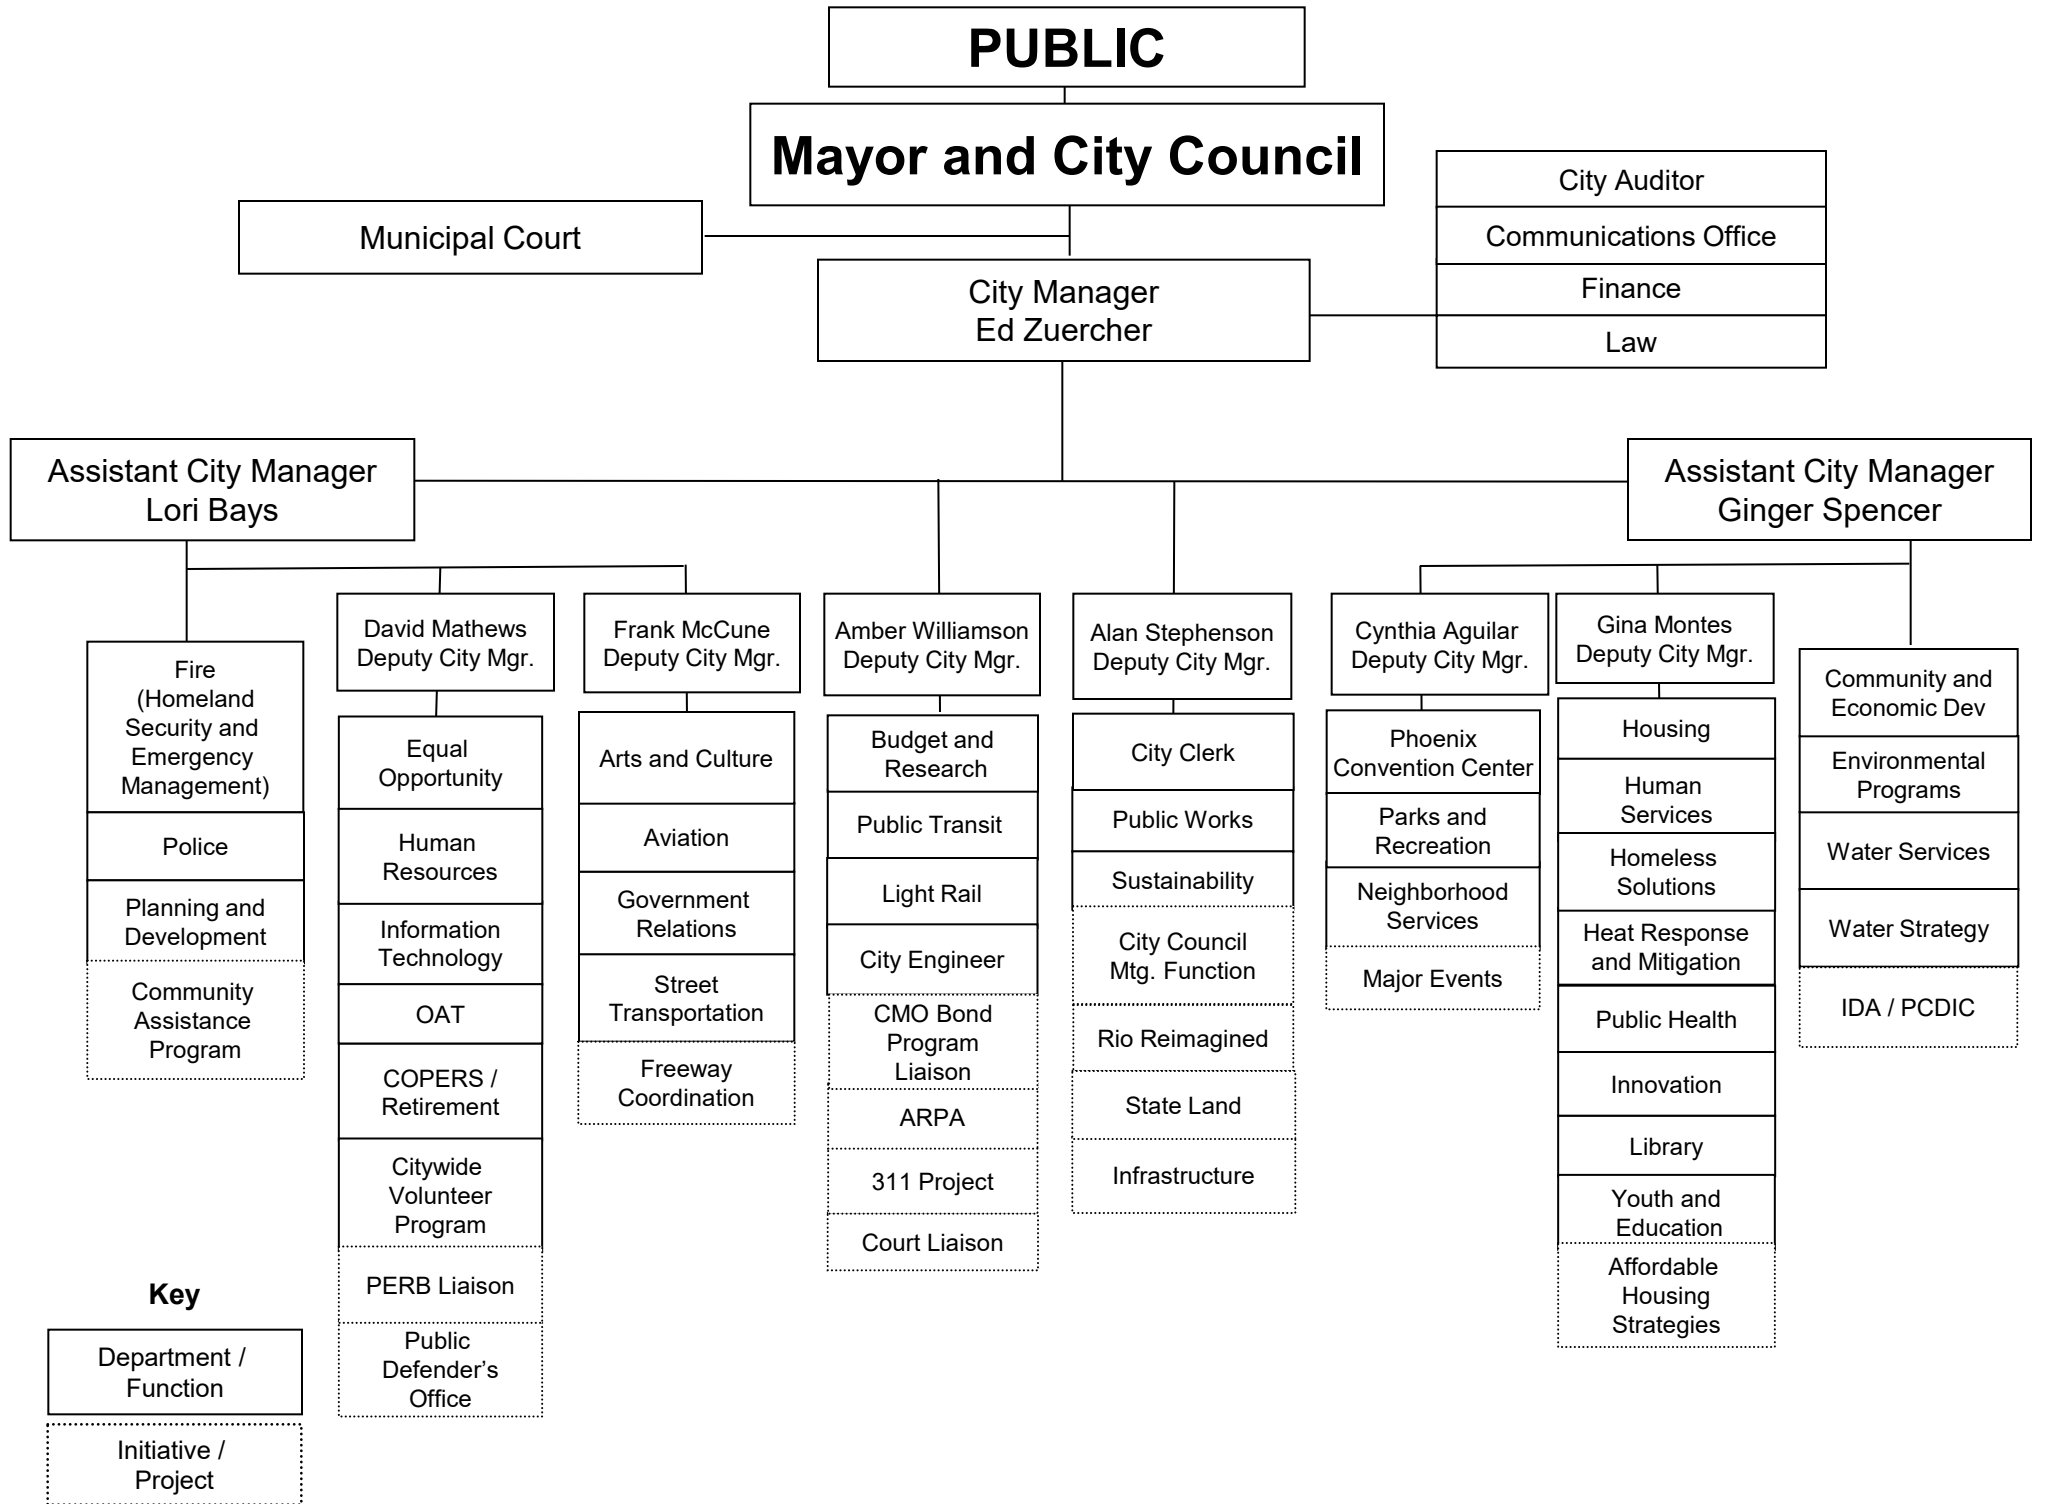 PUBLIC
Mayor and City Council
Municipal Court
City Auditor
Communications Office
Finance
Law
City Manager
Ed Zuercher
Assistant City Manager
Lori Bays
Assistant City Manager
Ginger Spencer
Fire
(Homeland
Security and
Emergency
Management)
Police
Planning and
Development
Community
Assistance
Program
David Mathews
Deputy City Mgr.
Equal
Opportunity
Human
Resources
Information
Technology
OAT
COPERS /
Retirement
Citywide
Volunteer
Program
PERB Liaison
Public
Defender’s
Office
Frank McCune
Deputy City Mgr.
Arts and Culture
Aviation
Government
Relations
Street
Transportation
Freeway
Coordination
Amber Williamson
Deputy City Mgr.
Budget and
Research
Public Transit
Light Rail
City Engineer
CMO Bond
Program
Liaison
ARPA
311 Project
Court Liaison
Alan Stephenson
Deputy City Mgr.
City Clerk
Public Works
Sustainability
City Council
Mtg. Function
Rio Reimagined
State Land
Infrastructure
Cynthia Aguilar
Deputy City Mgr.
Phoenix
Convention Center
Parks and
Recreation
Neighborhood
Services
Major Events
Gina Montes
Deputy City Mgr.
Housing
Human
Services
Homeless
Solutions
Heat Response
and Mitigation
Public Health
Innovation
Library
Youth and
Education
Affordable
Housing
Strategies
Community and
Economic Dev
Environmental
Programs
Water Services
Water Strategy
IDA / PCDIC
Key
Department /
Function
Initiative /
Project